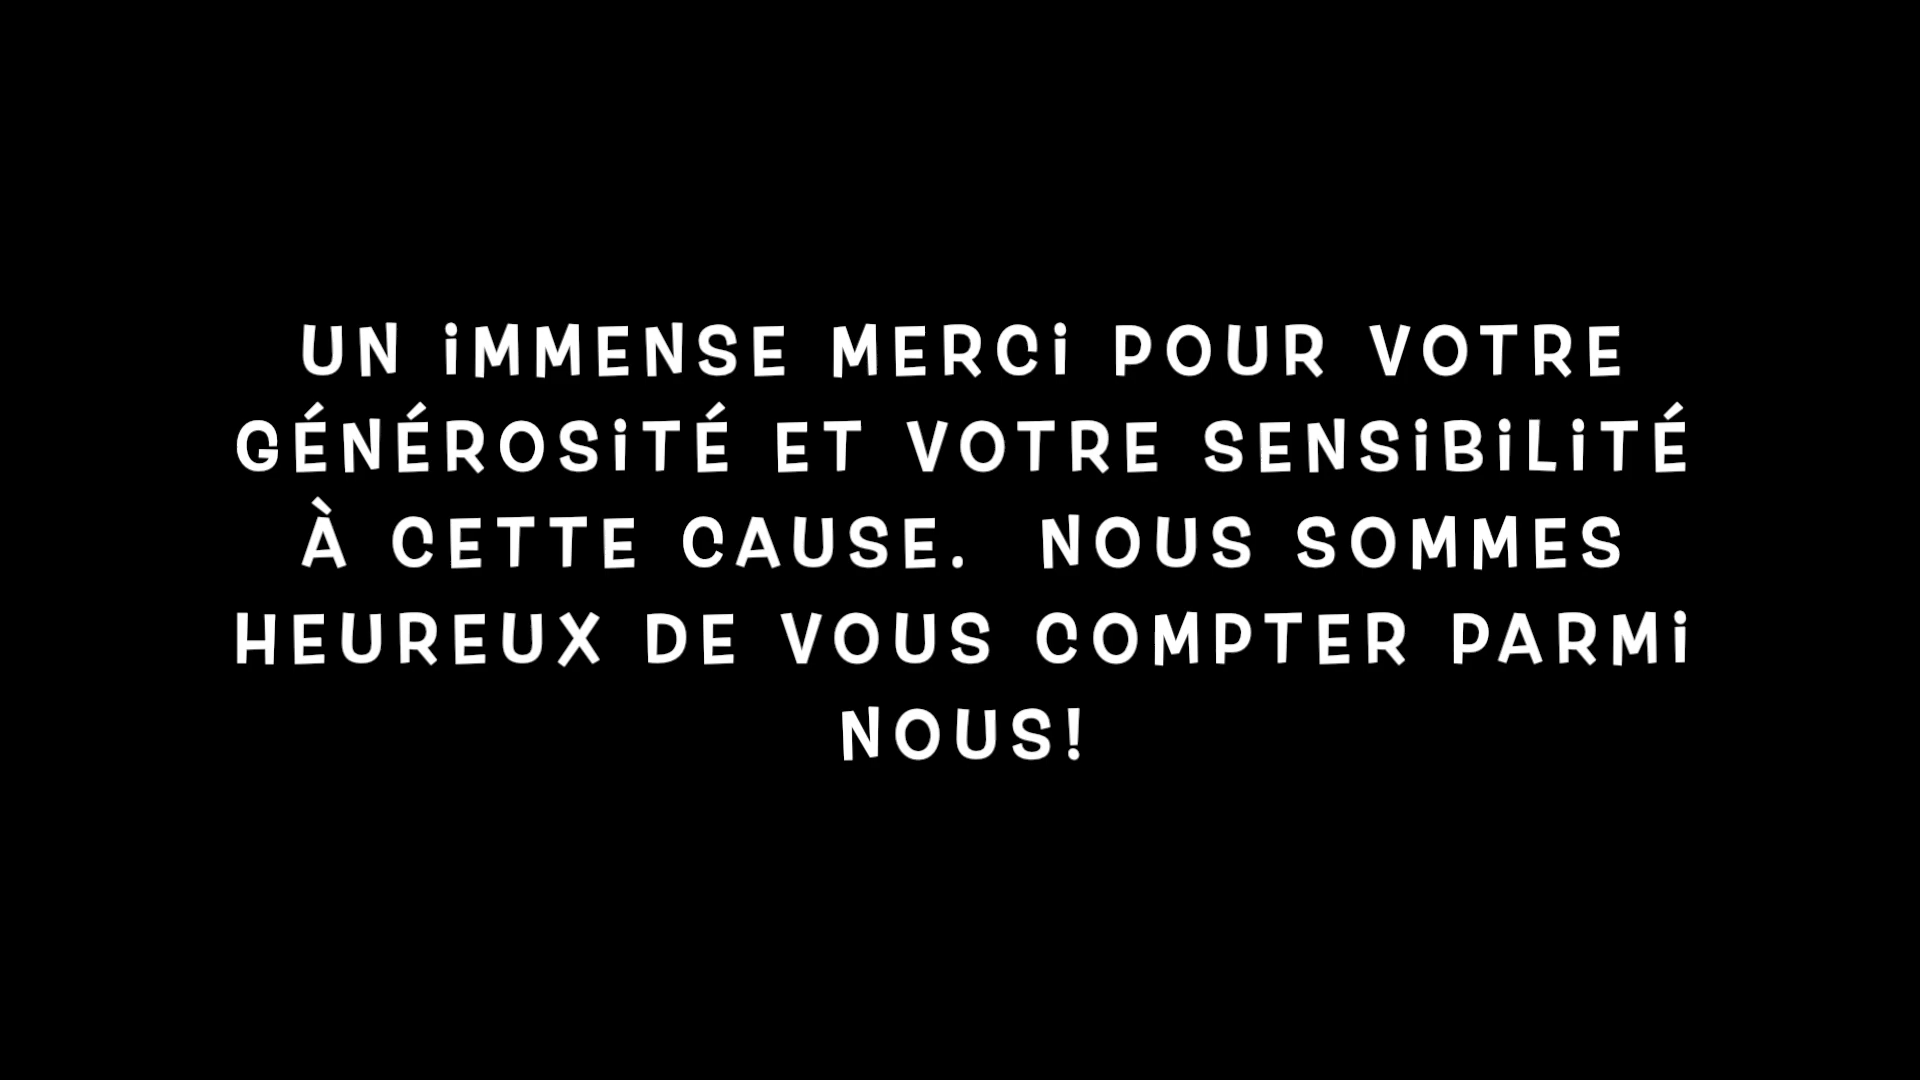 UN iMMENSE MERCi POUR VOTRE
GÉNÉROSiTÉ ET VOTRE SENSiBiLiTÉ
À CETTE CAUSE.  NOUS SOMMES
HEUREUX DE VOUS COMPTER PARMi
NOUS!